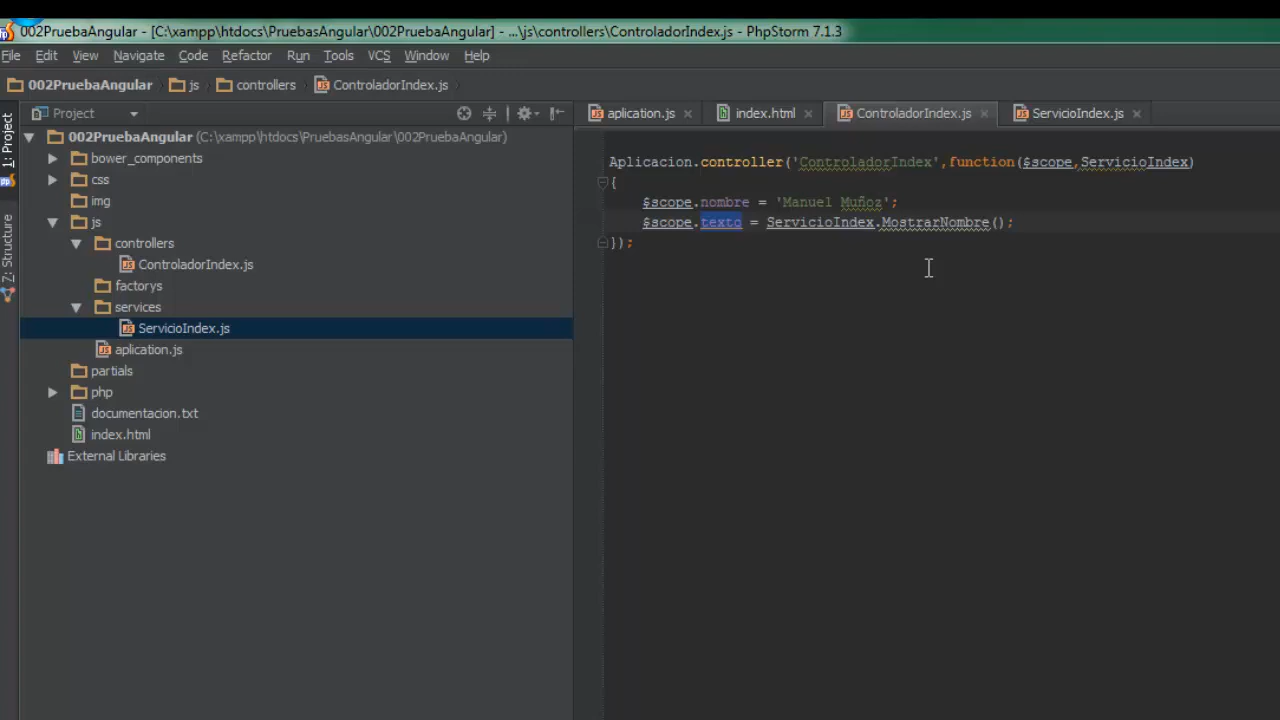 002PruebaAngular - [C:\xampp\htdocs\PruebasAngular\002PruebaAngular] - ...\js\controllers\ControladorIndex.js - PhpStorm 7.1.3
File Edit View Navigate Code Refactor Run Tools VCS Window Help
002PruebaAngular js controllers ControladorIndex.js
1: Project
7: Structure
Project
002PruebaAngular (C:\xampp\htdocs\PruebasAngular\002PruebaAngular)
bower_components
css
img
js
controllers
ControladorIndex.js
factorys
services
ServicioIndex.js
aplication.js
partials
php
documentacion.txt
index.html
External Libraries
aplication.js index.html ControladorIndex.js ServicioIndex.js
Aplicacion.controller('ControladorIndex',function($scope,ServicioIndex)
{
$scope.nombre = 'Manuel Muñoz';
$scope.texto = ServicioIndex.MostrarNombre();
});